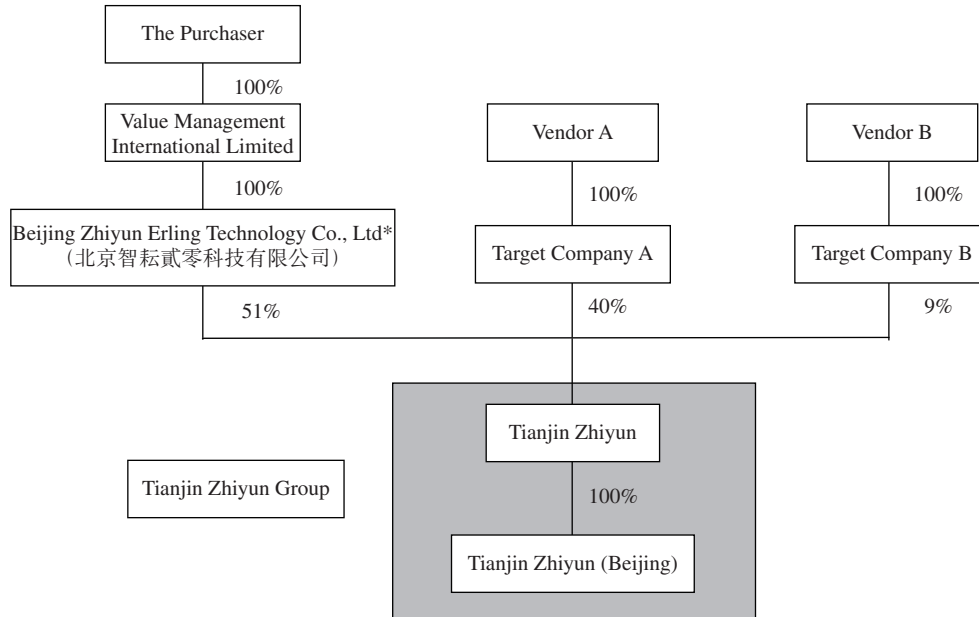 The Purchaser
100%
Value Management
International Limited
Vendor A
Vendor B
100%
100%
100%
Beijing Zhiyun Erling Technology Co., Ltd*
（北京智耘貳零科技有限公司）
Target Company A
Target Company B
51%
40%
9%
Tianjin Zhiyun
Tianjin Zhiyun Group
100%
Tianjin Zhiyun (Beijing)